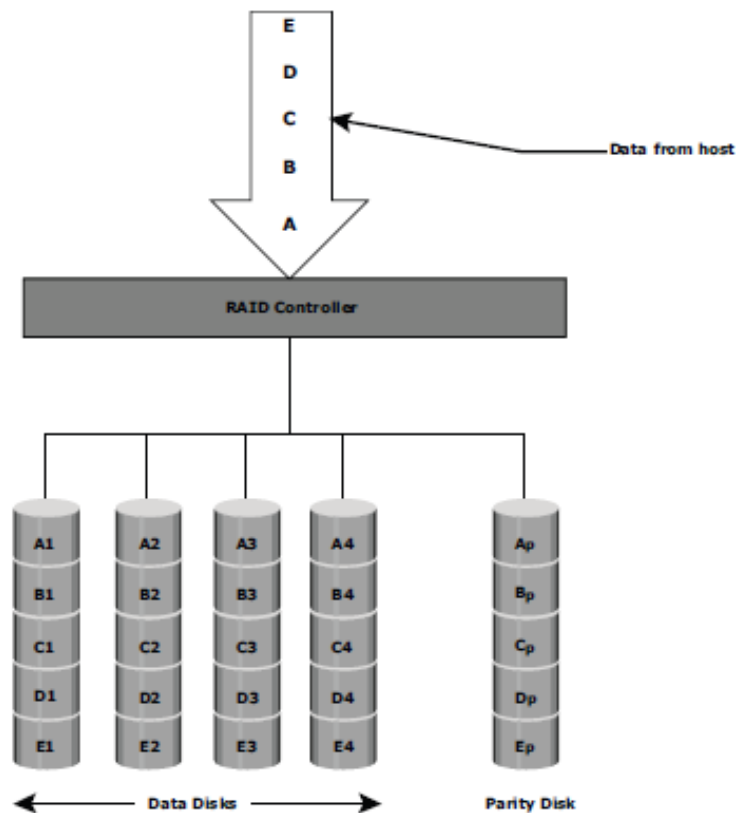 E
D
C
Data from host
B
A
RAID Controller
A1 A2 A3 A4 Ap
B1 B2 B3 B4 Bp
C1 C2 C3 C4 Cp
D1 D2 D3 D4 Dp
E1 E2 E3 E4 Ep
Data Disks Parity Disk